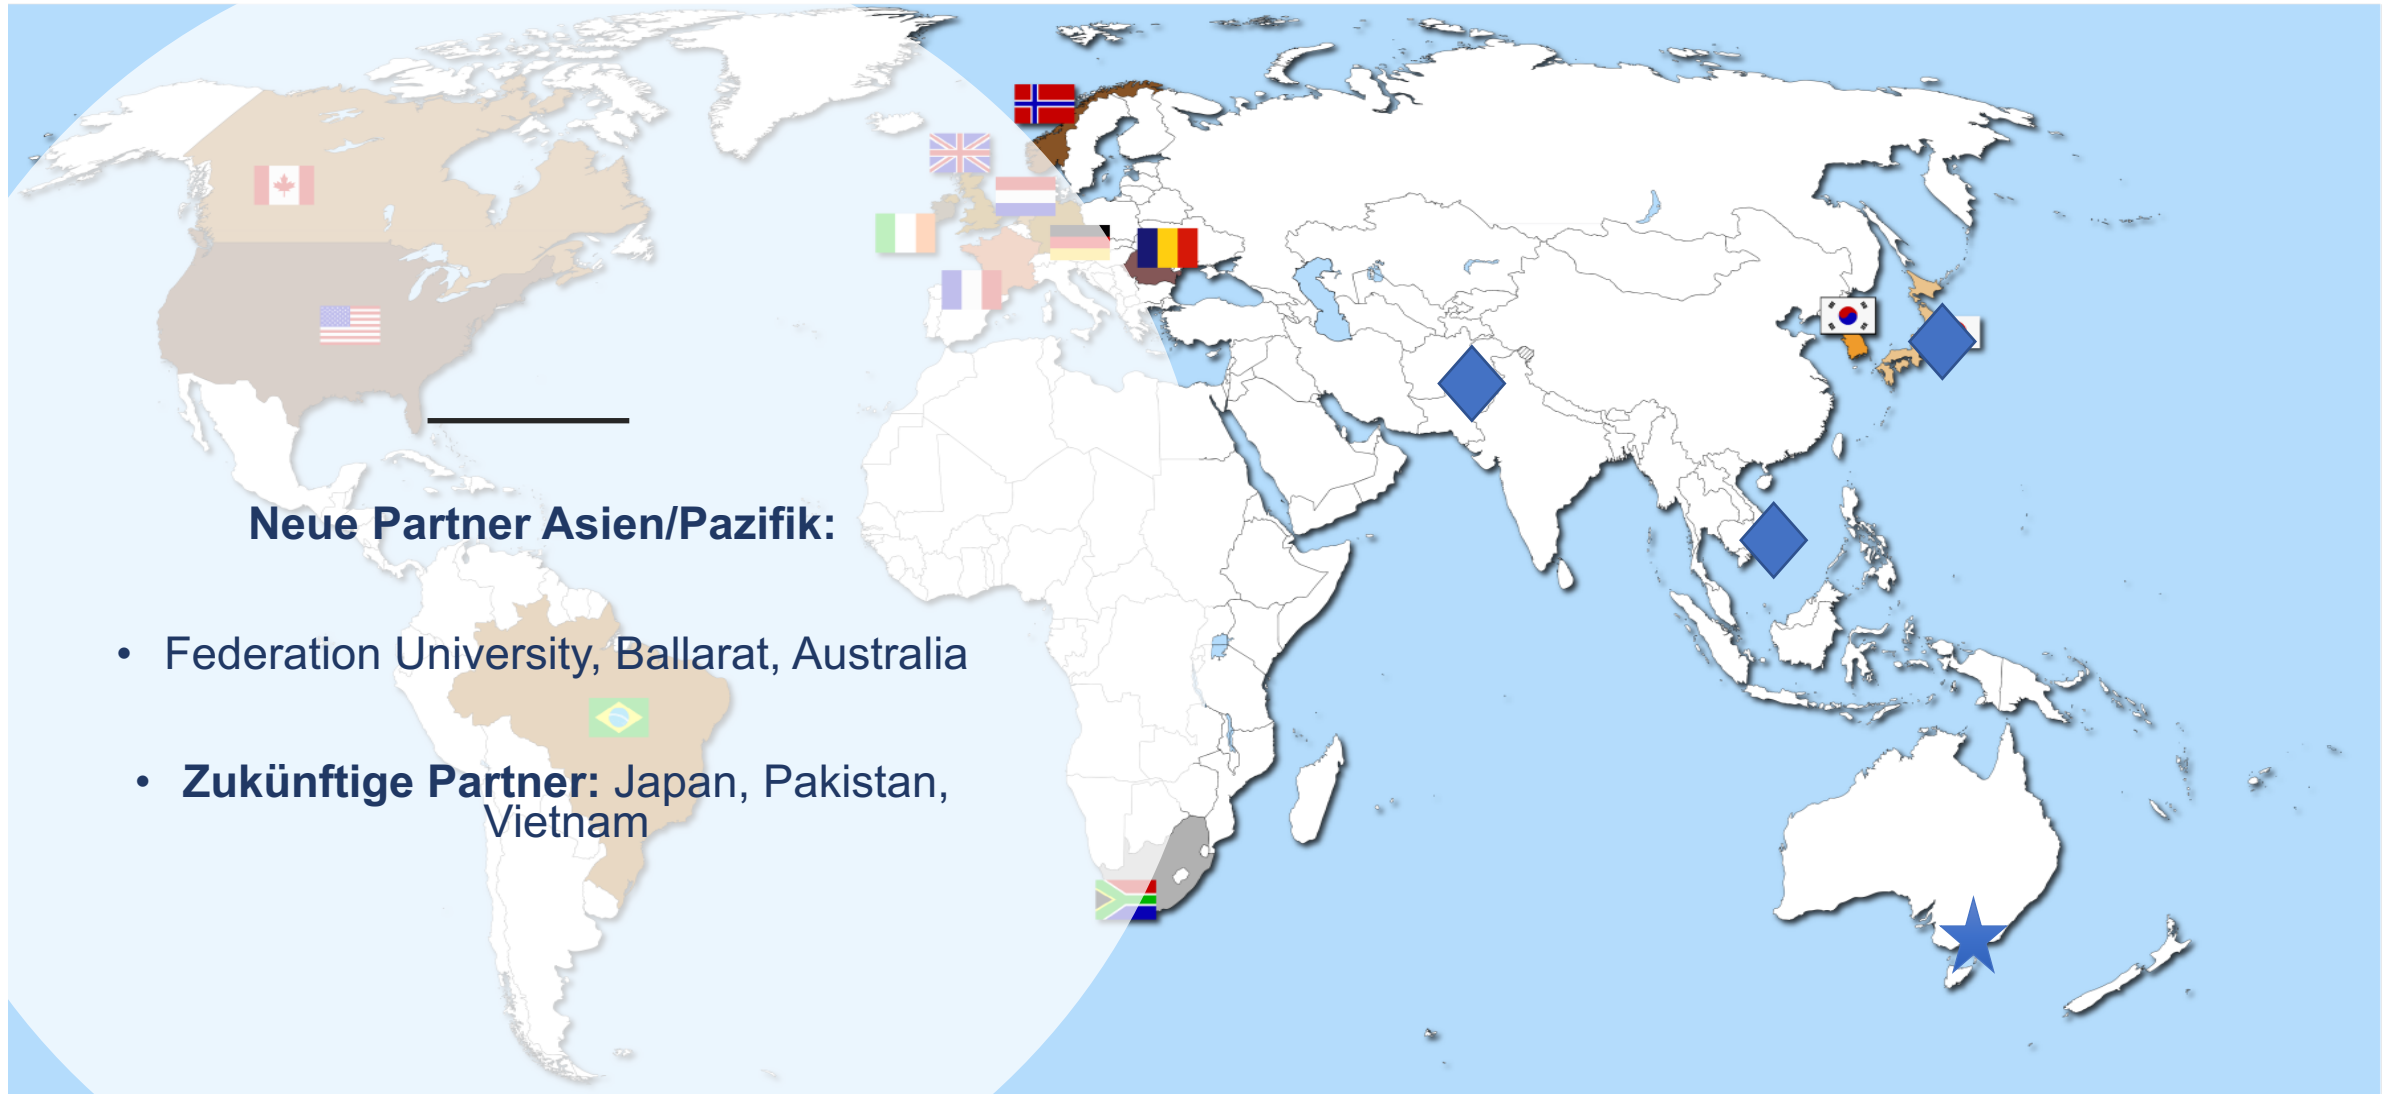 Neue Partner Asien/Pazifik:
• Federation University, Ballarat, Australia
• Zukünftige Partner: Japan, Pakistan,
Vietnam